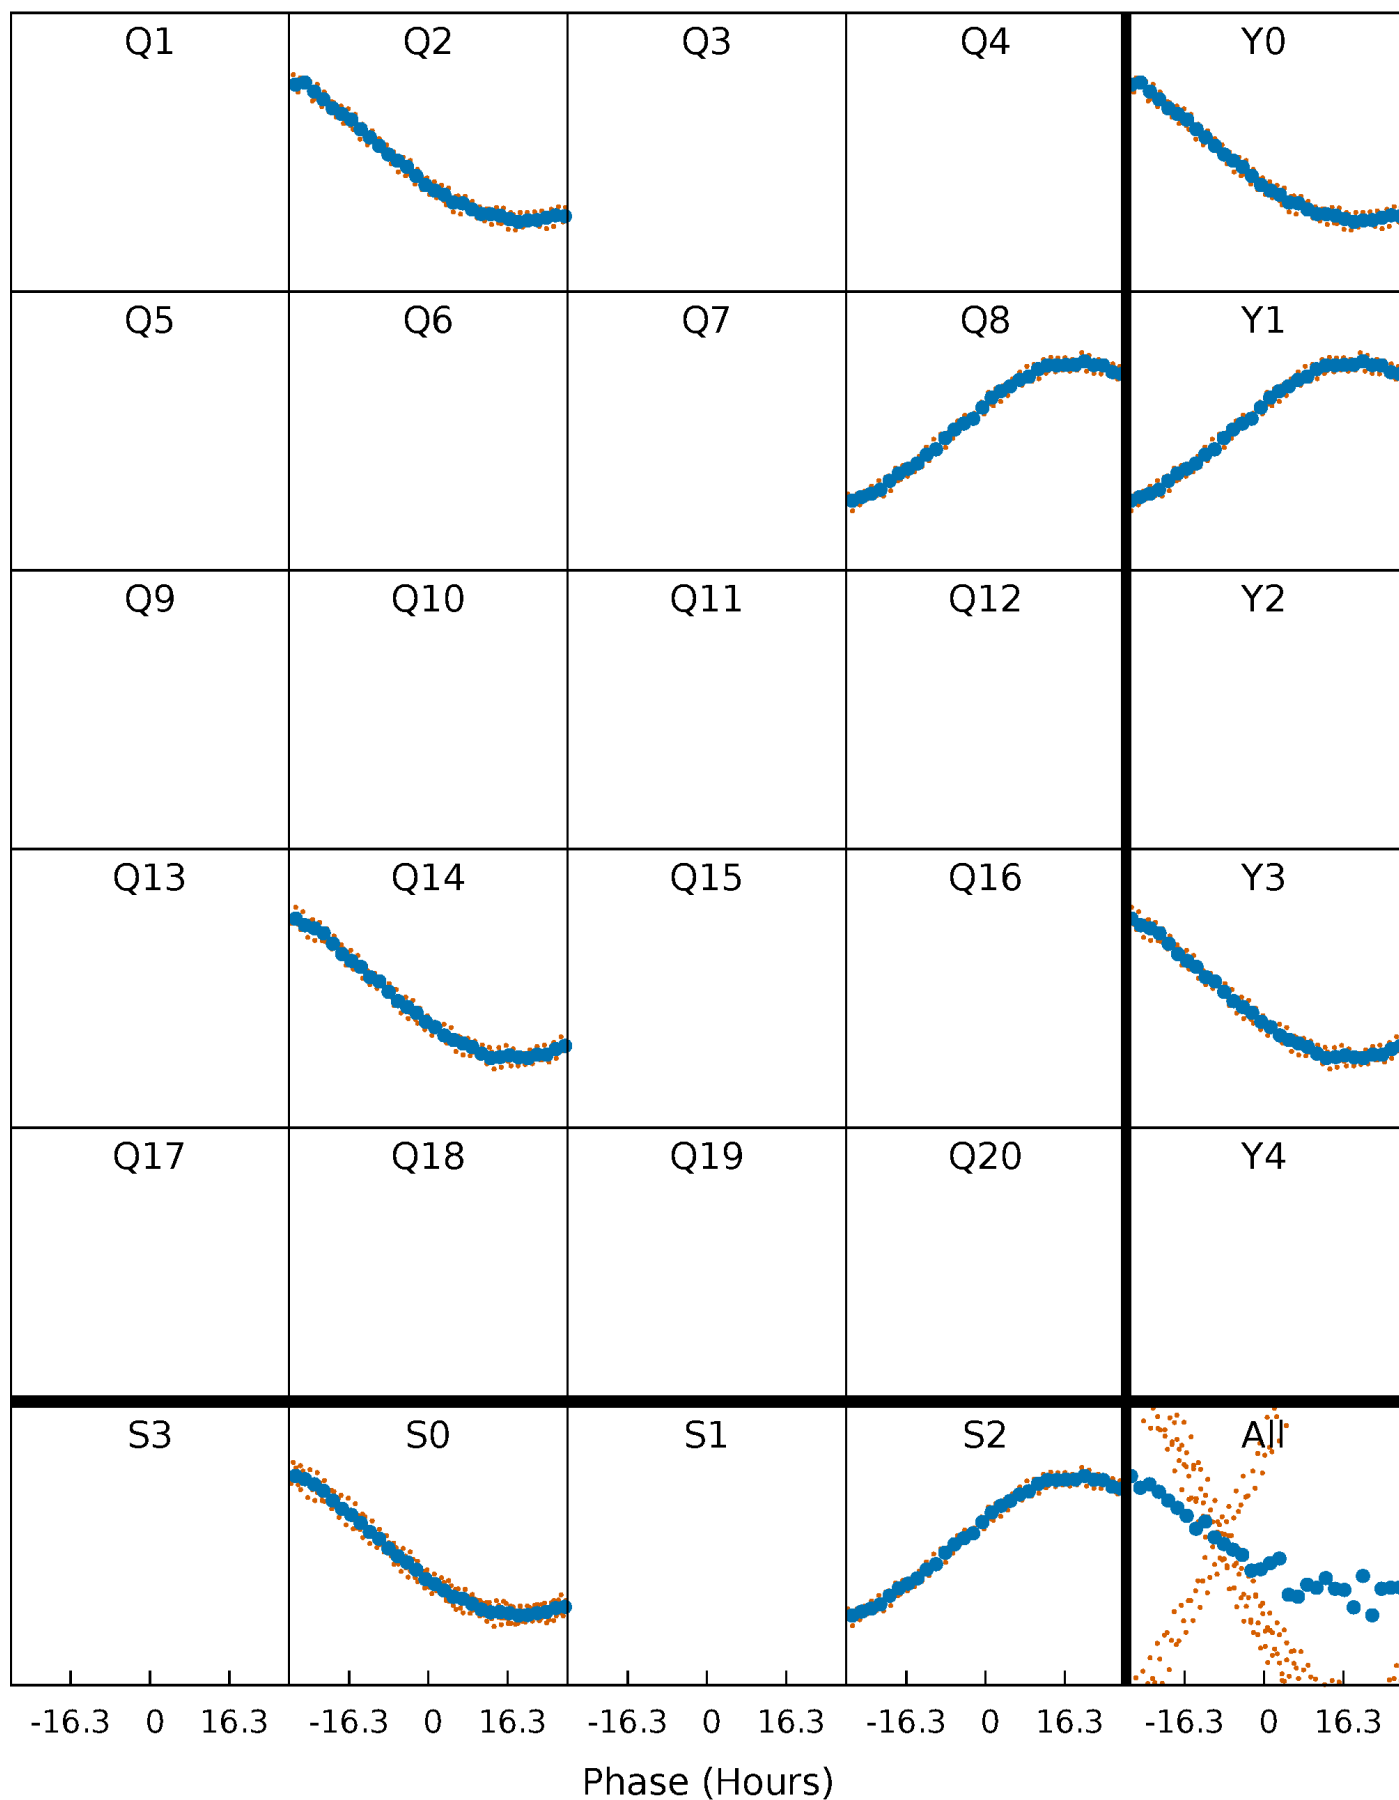 Q1 Q2 Q3 Q4 Y0
Q5 Q6 Q7 Q8 Y1
Q9 Q10 Q11 Q12 Y2
Q13 Q14 Q15 Q16 Y3
Q17 Q18 Q19 Q20 Y4
S3 S0 S1 S2 All
-16.3 0 16.3 -16.3 0 16.3 -16.3 0 16.3 -16.3 0 16.3 -16.3 0 16.3
Phase (Hours)